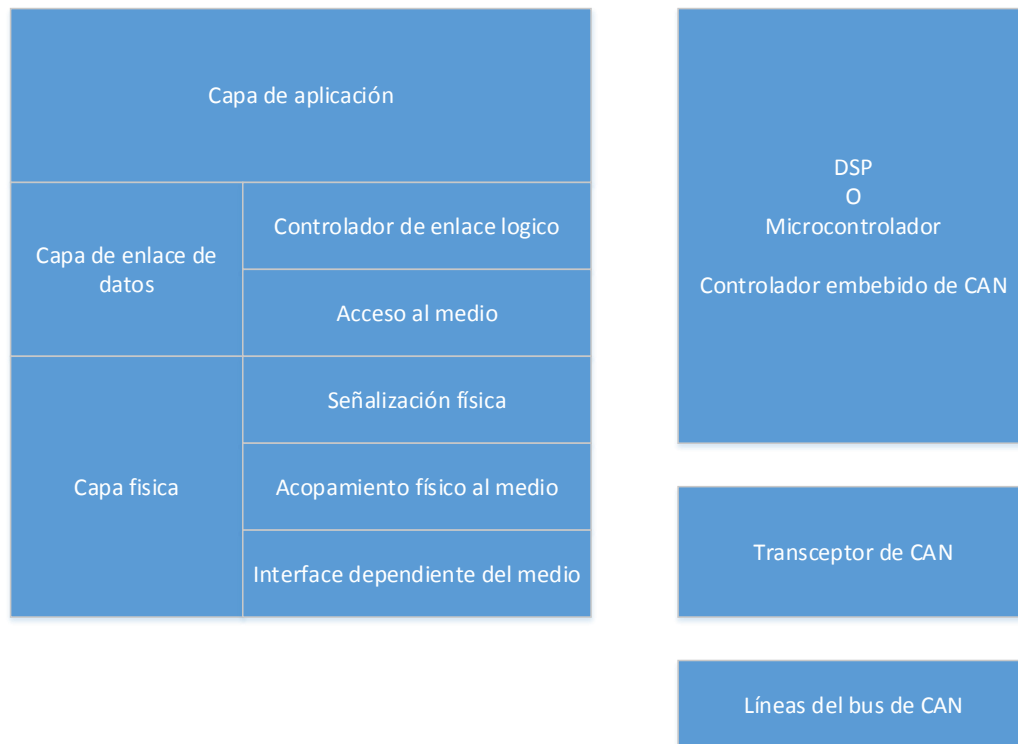 Capa de aplicación
Capa de enlace de
datos
Controlador de enlace logico
Acceso al medio
Capa fisica
Señalización física
Acopamiento físico al medio
Interface dependiente del medio
DSP
O
Microcontrolador
Controlador embebido de CAN
Transceptor de CAN
Líneas del bus de CAN